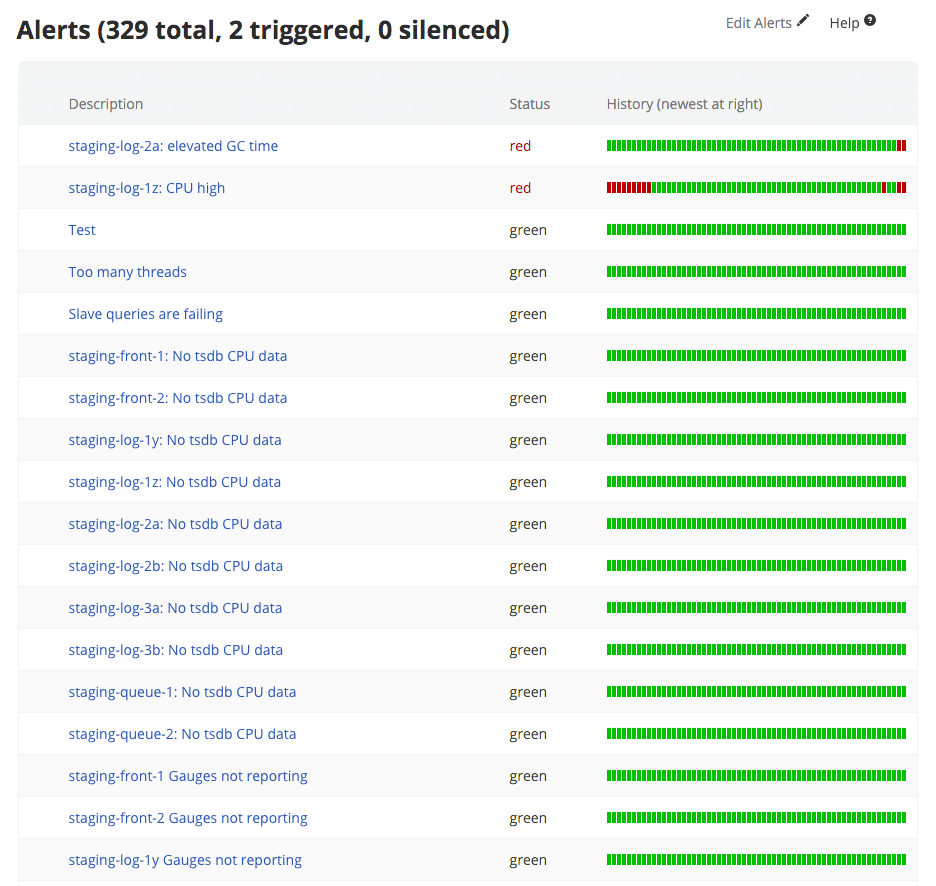 Alerts (329 total, 2 triggered, 0 silenced) Edit Alerts Help ?
Description Status History (newest at right)
staging-log-2a: elevated GC time red
staging-log-1z: CPU high red
Test green
Too many threads green
Slave queries are failing green
staging-front-1: No tsdb CPU data green
staging-front-2: No tsdb CPU data green
staging-log-1y: No tsdb CPU data green
staging-log-1z: No tsdb CPU data green
staging-log-2a: No tsdb CPU data green
staging-log-2b: No tsdb CPU data green
staging-log-3a: No tsdb CPU data green
staging-log-3b: No tsdb CPU data green
staging-queue-1: No tsdb CPU data green
staging-queue-2: No tsdb CPU data green
staging-front-1 Gauges not reporting green
staging-front-2 Gauges not reporting green
staging-log-1y Gauges not reporting green